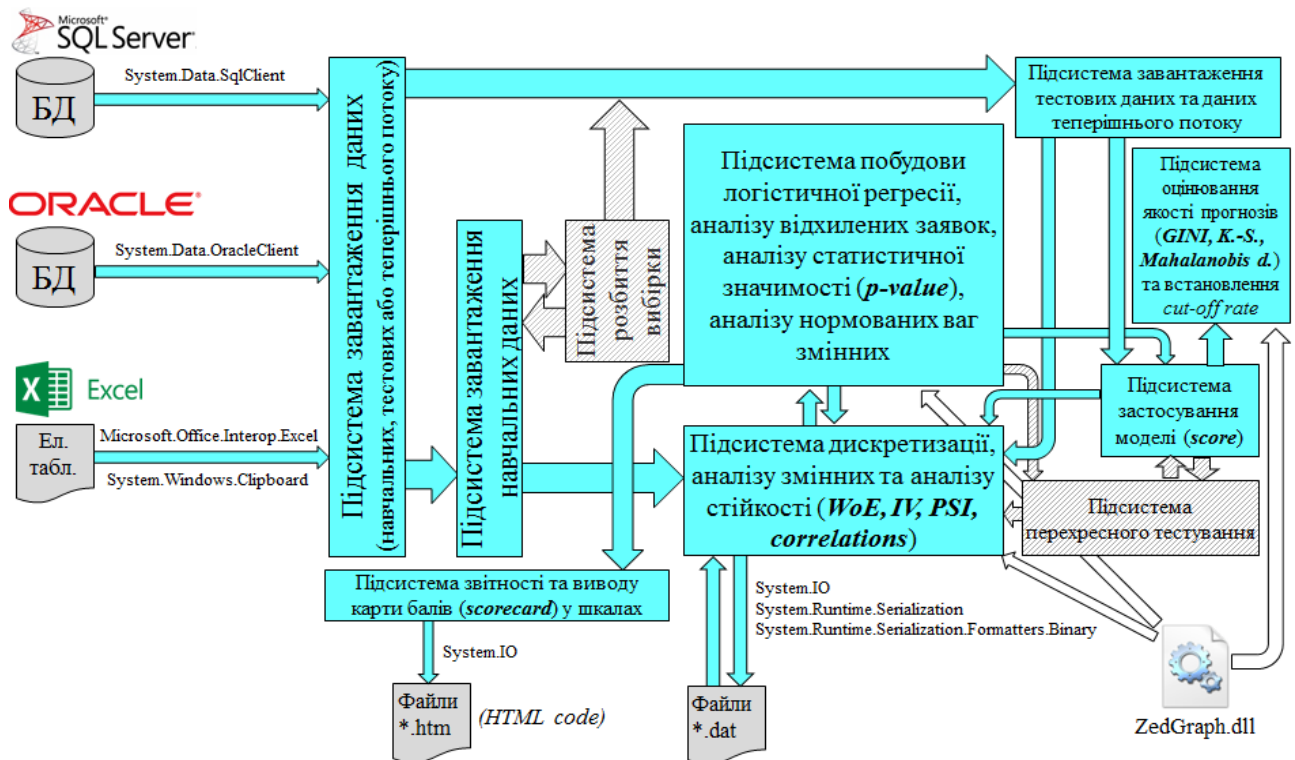 Microsoft®
SQL Server®
БД
System.Data.SqlClient
ORACLE®
БД
System.Data.OracleClient
Excel
Ел.
табл.
Microsoft.Office.Interop.Excel
System.Windows.Clipboard
Підсистема завантаження даних
(навчальних, тестових або теперішнього потоку)
Підсистема завантаження
навчальних даних
Підсистема
розбиття
вибірки
Підсистема побудови
логістичної регресії,
аналізу відхилених заявок,
аналізу статистичної
значимості (p-value),
аналізу нормованих ваг
змінних
Підсистема завантаження
тестових даних та даних
теперішнього потоку
Підсистема
оцінювання
якості прогнозів
(GINI, K.-S.,
Mahalanobis d.)
та встановлення
cut-off rate
Підсистема
застосування
моделі (score)
Підсистема дискретизації,
аналізу змінних та аналізу
стійкості (WoE, IV, PSI,
correlations)
Підсистема
перехресного тестування
Підсистема звітності та виводу
карти балів (scorecard) у шкалах
System.IO
Файли
*.htm
(HTML code)
System.IO
System.Runtime.Serialization
System.Runtime.Serialization.Formatters.Binary
Файли
*.dat
ZedGraph.dll